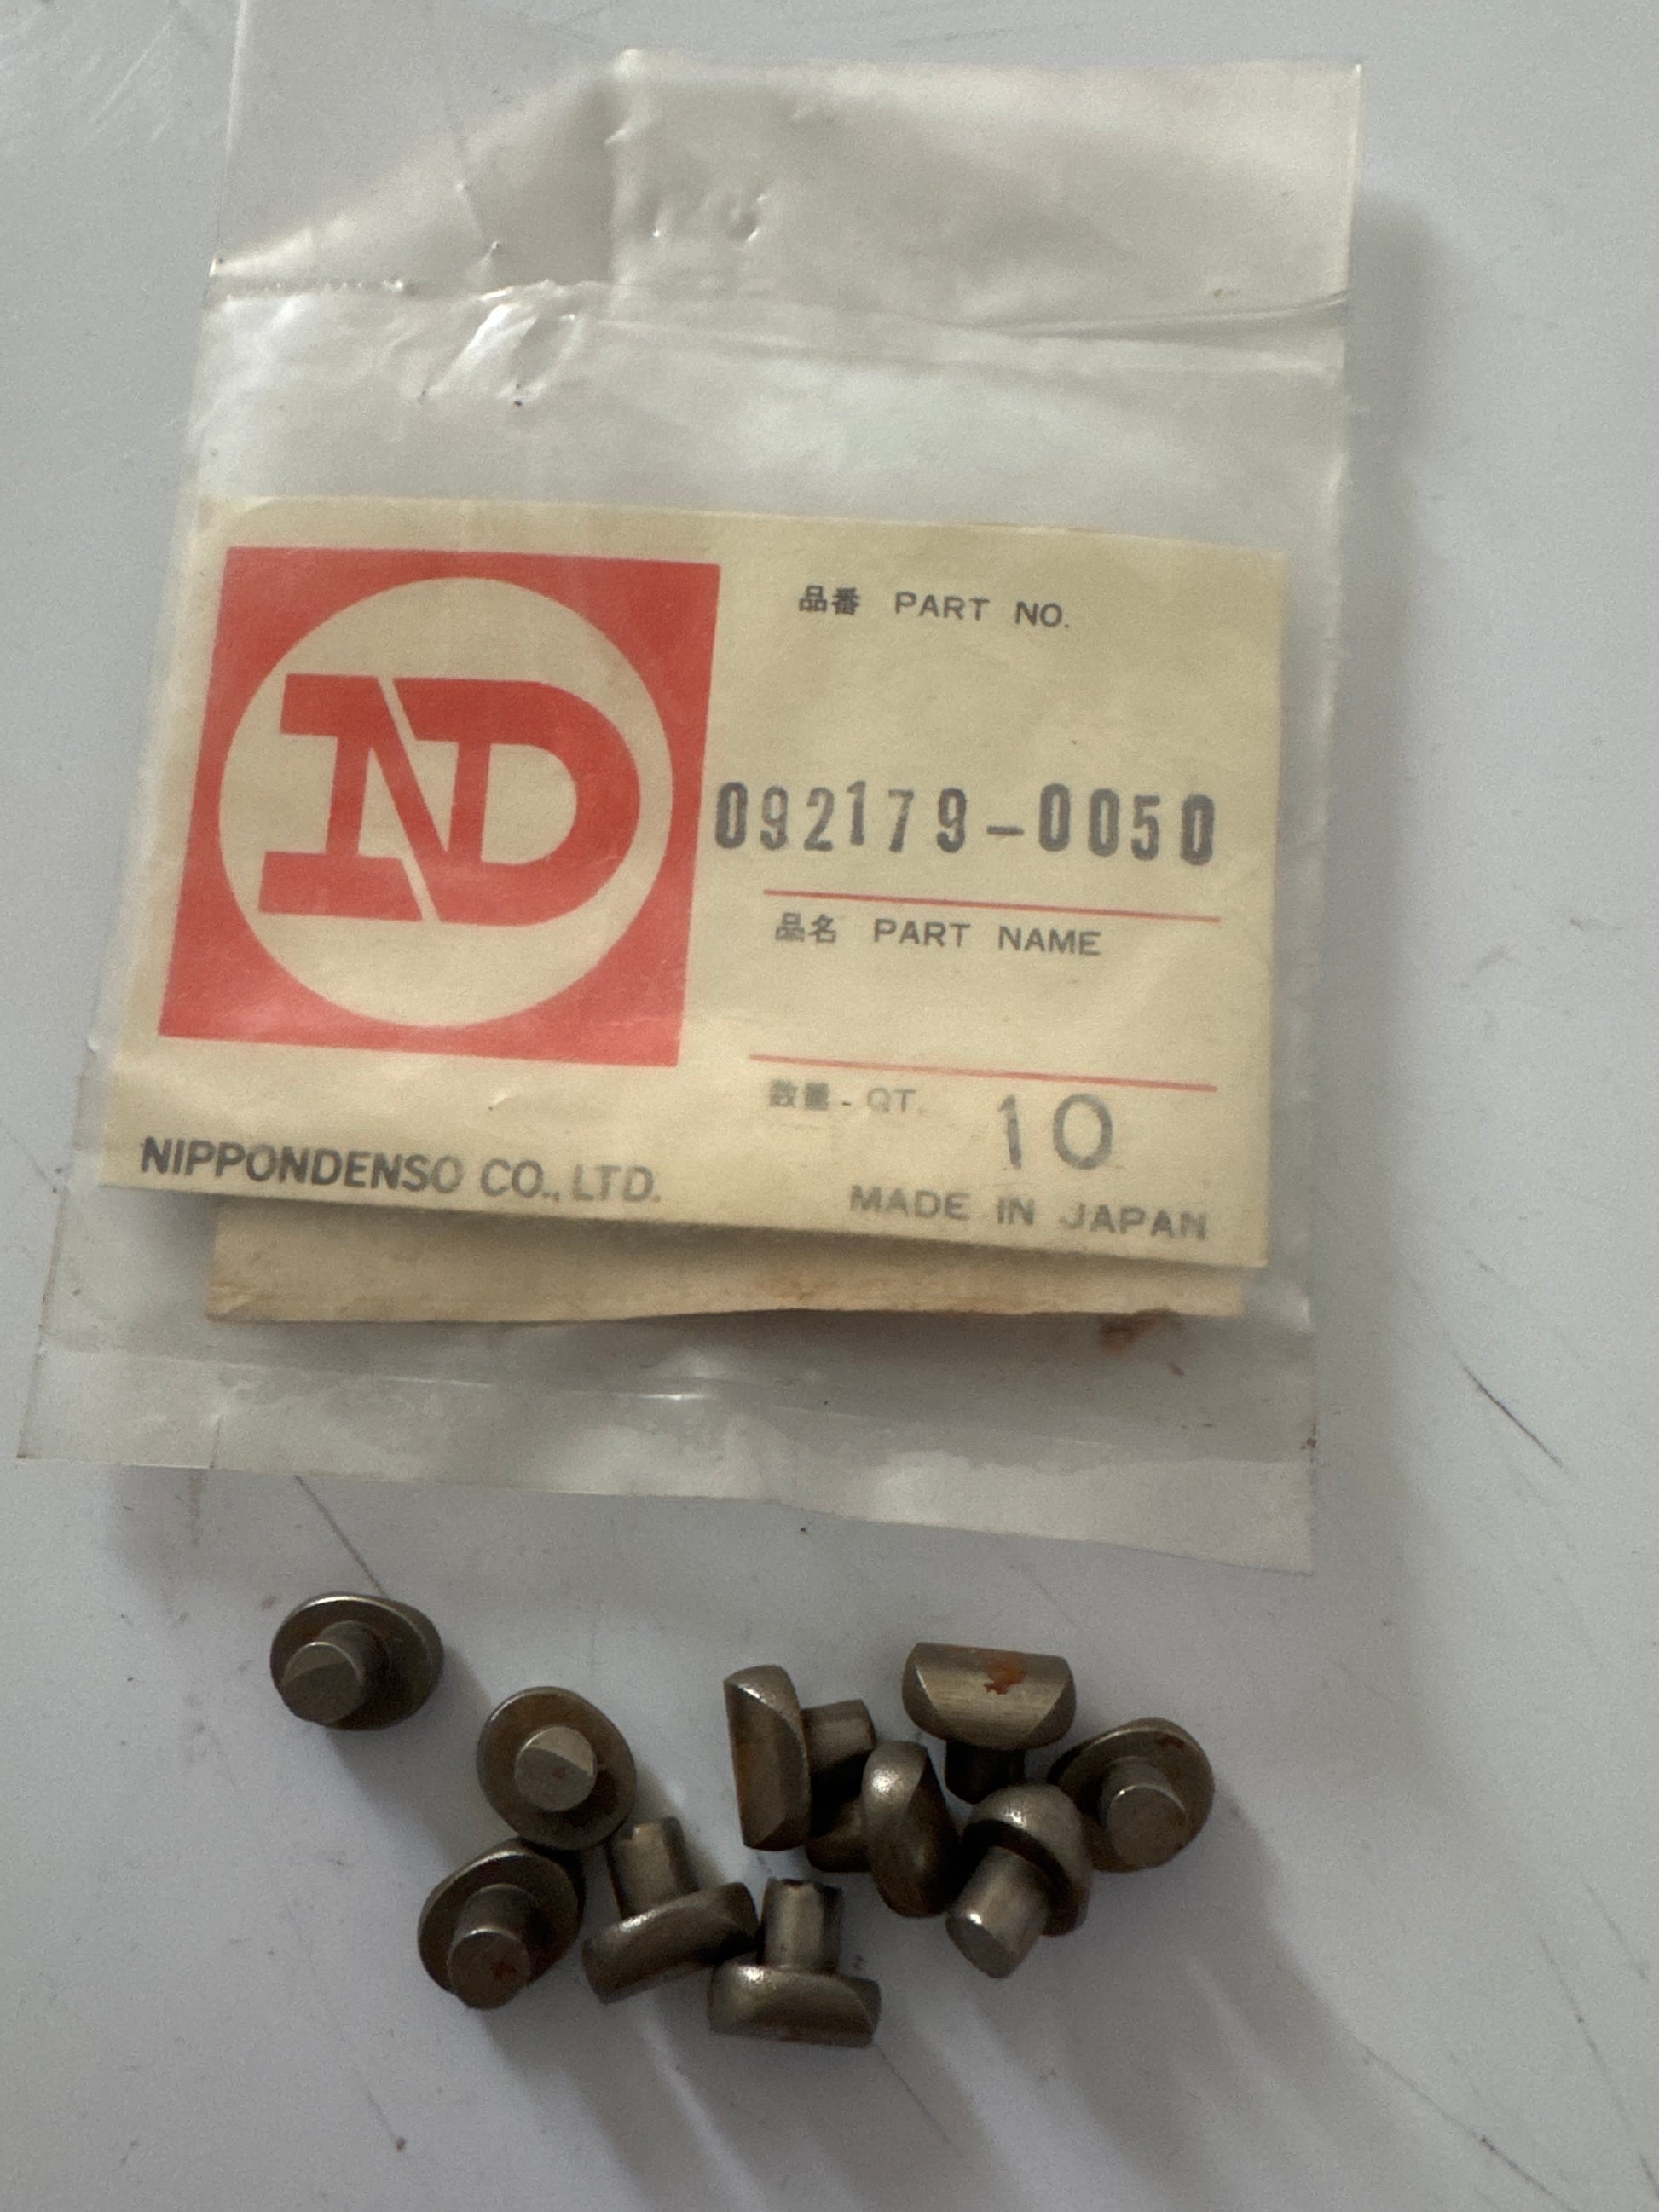 品番 PART NO.
ND
092179-0050
品名 PART NAME
数量-QT. 10
NIPPONDENSO CO., LTD.
MADE IN JAPAN